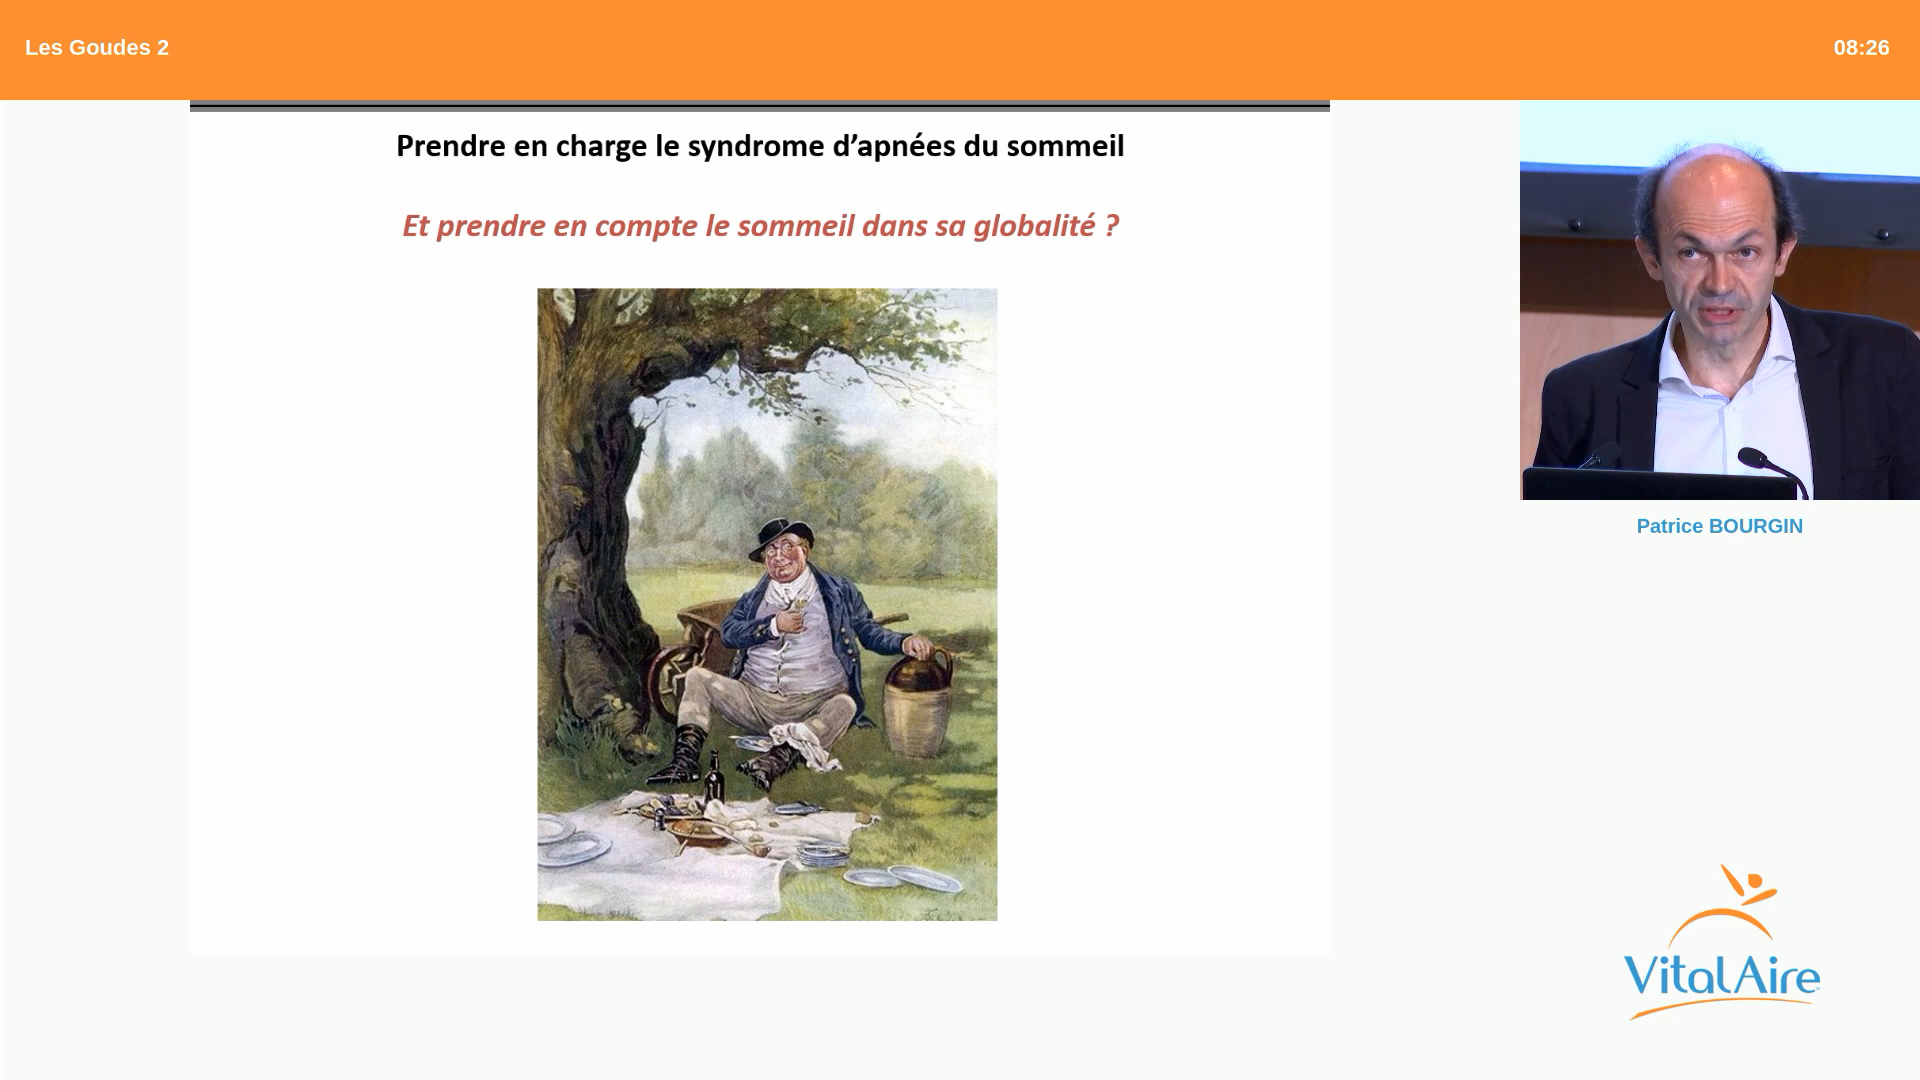 Les Goudes 2
08:26
Prendre en charge le syndrome d’apnées du sommeil
Et prendre en compte le sommeil dans sa globalité ?
Patrice BOURGIN
VitalAire